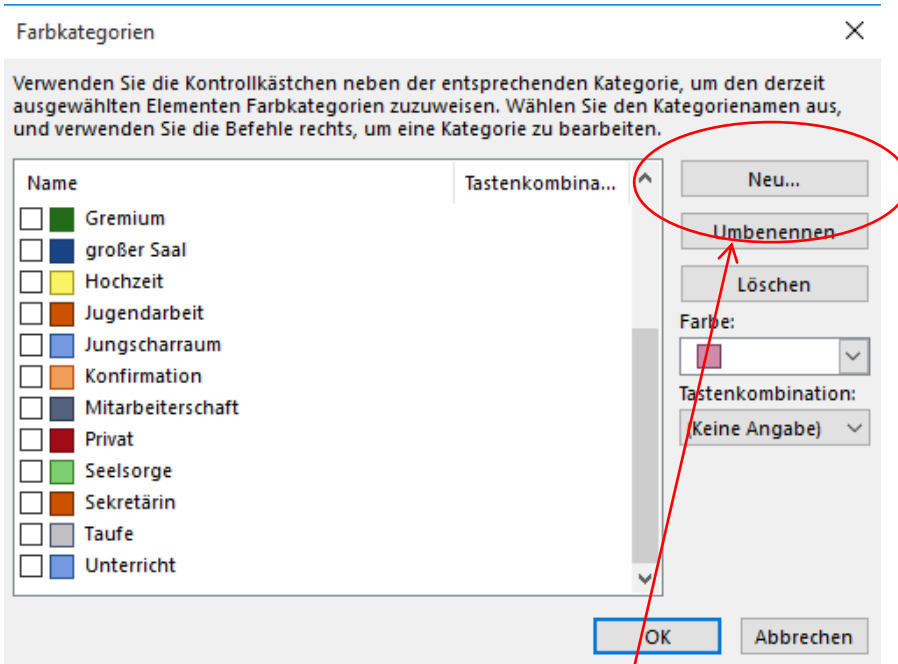 Farbkategorien
Verwenden Sie die Kontrollkästchen neben der entsprechenden Kategorie, um den derzeit
ausgewählten Elementen Farbkategorien zuzuweisen. Wählen Sie den Kategorienamen aus,
und verwenden Sie die Befehle rechts, um eine Kategorie zu bearbeiten.
Name Tastenkombina...
Gremium
großer Saal
Hochzeit
Jugendarbeit
Jungscharraum
Konfirmation
Mitarbeiterschaft
Privat
Seelsorge
Sekretärin
Taufe
Unterricht
Neu...
Umbenennen
Löschen
Farbe:
Tastenkombination:
(Keine Angabe)
OK Abbrechen